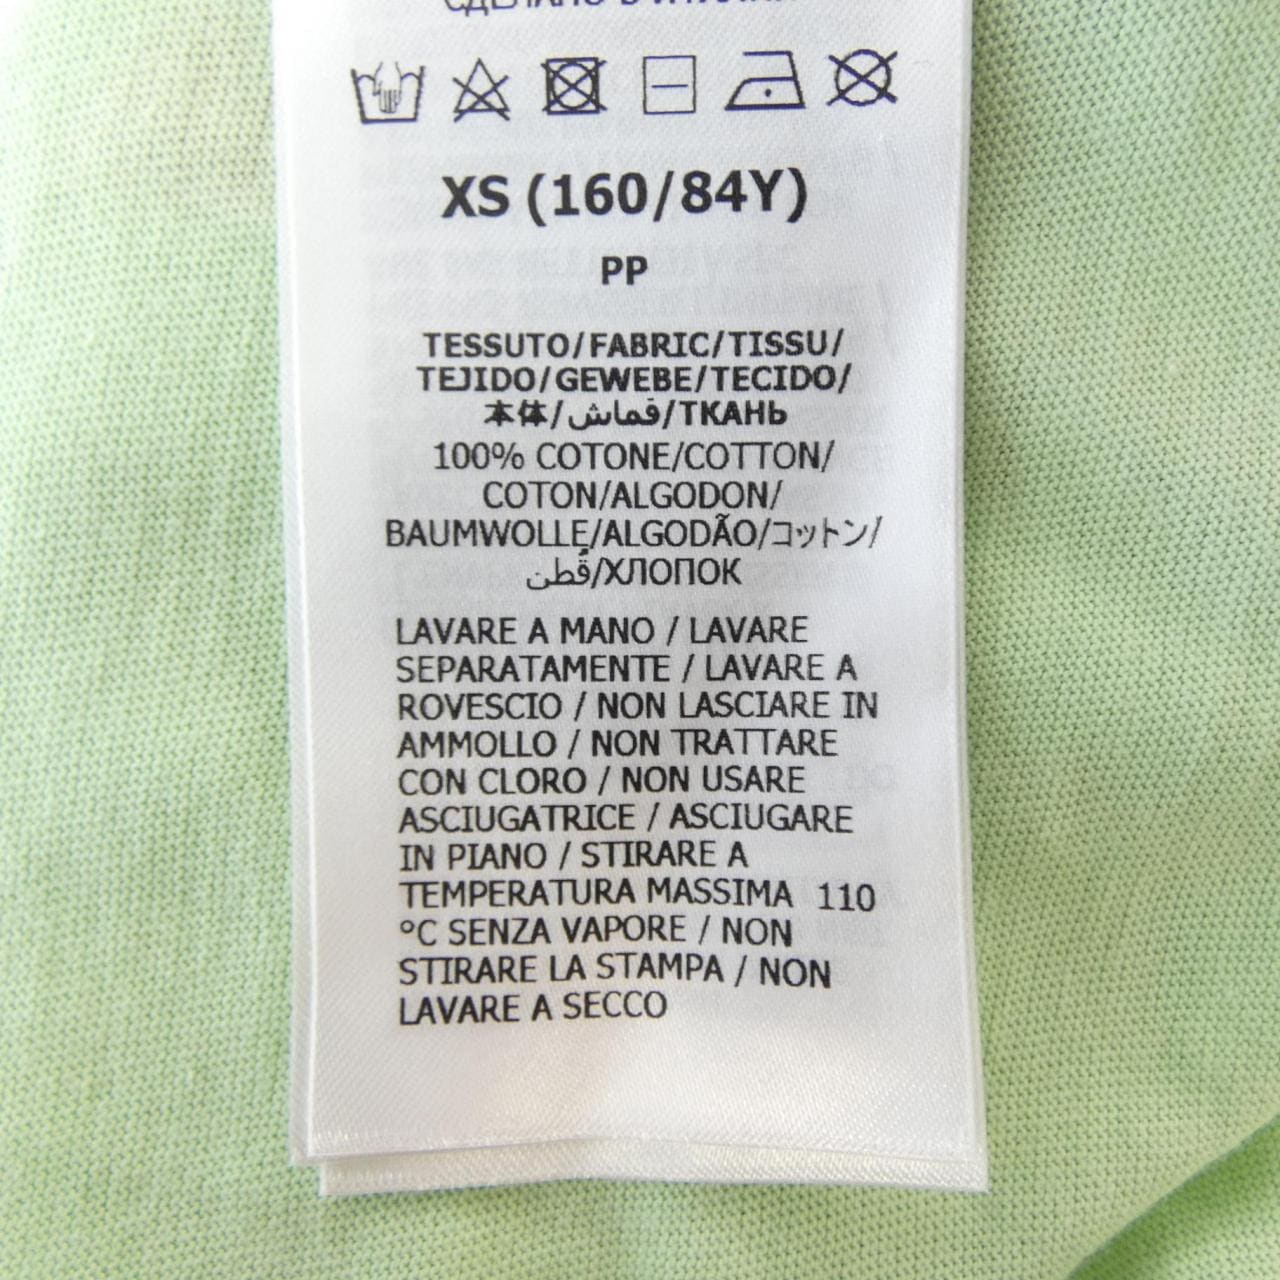 СДЕЛАНО В ИТАЛИИ
XS (160/84Y)
PP
TESSUTO/FABRIC/TISSU/
TEJIDO/GEWEBE/TECIDO/
本体/قماش/ТКАНЬ
100% COTONE/COTTON/
COTON/ALGODON/
BAUMWOLLE/ALGODÃO/コットン/
قُطن/ХЛОПОК
LAVARE A MANO / LAVARE
SEPARATAMENTE / LAVARE A
ROVESCIO / NON LASCIARE IN
AMMOLLO / NON TRATTARE
CON CLORO / NON USARE
ASCIUGATRICE / ASCIUGARE
IN PIANO / STIRARE A
TEMPERATURA MASSIMA 110
°C SENZA VAPORE / NON
STIRARE LA STAMPA / NON
LAVARE A SECCO